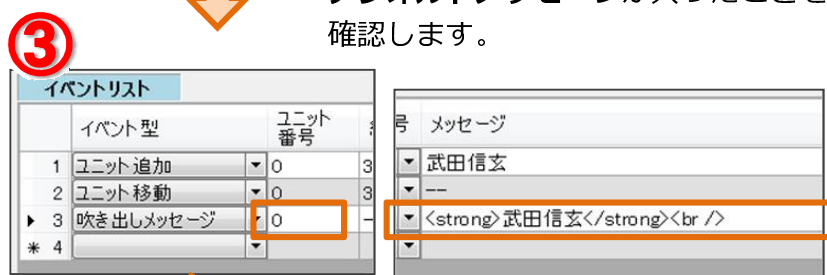 確認します。
③
イベントリスト
イベント型 ユニット番号
1 ユニット追加 0 3
2 ユニット移動 0 3
3 吹き出しメッセージ 0 –
* 4
号 メッセージ
武田信玄
--
<strong>武田信玄</strong><br />